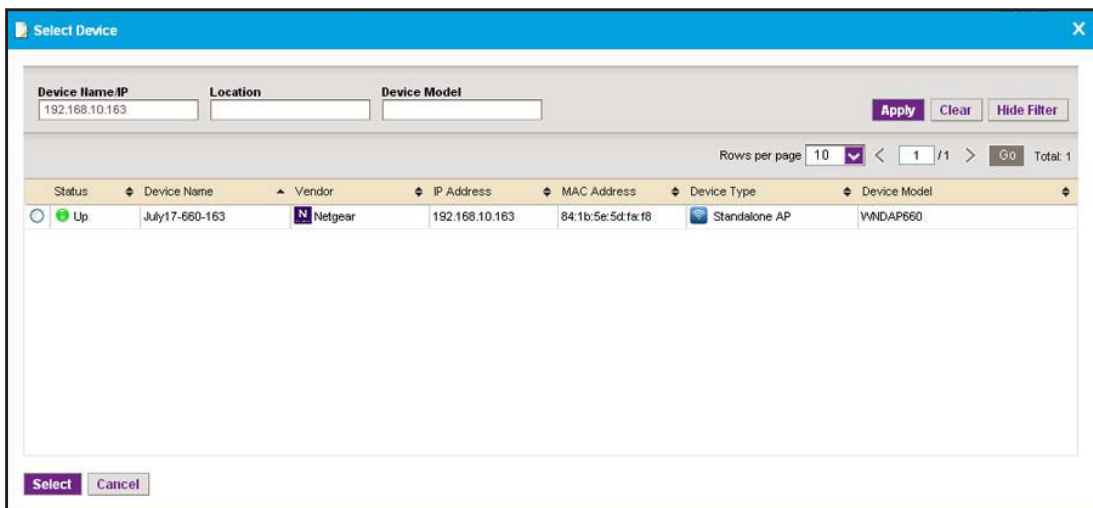 Select Device X
Device Name/IP Location Device Model
192.168.10.163
Apply Clear Hide Filter
Rows per page 10 < 1 /1 > Go Total: 1
Status Device Name Vendor IP Address MAC Address Device Type Device Model
Up July17-660-163 N Netgear 192.168.10.163 84:1b:5e:5d:fa:f8 Standalone AP WNDAP660
Select Cancel